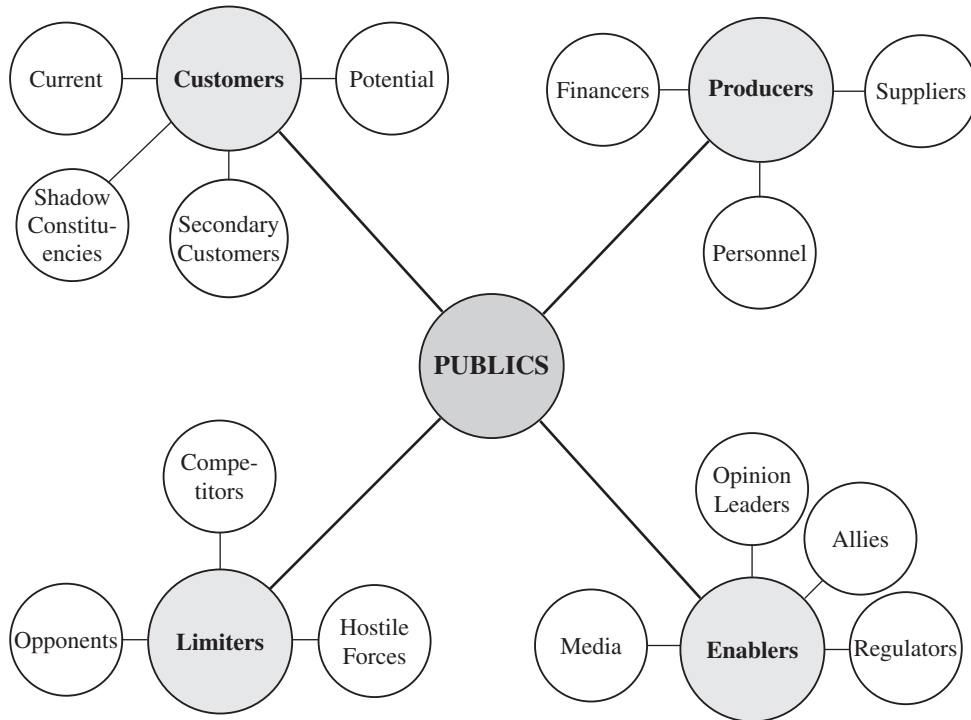 Current
Customers
Potential
Shadow
Constitu-
encies
Secondary
Customers
Financers
Producers
Suppliers
Personnel
PUBLICS
Compe-
titors
Opponents
Limiters
Hostile
Forces
Opinion
Leaders
Allies
Media
Enablers
Regulators